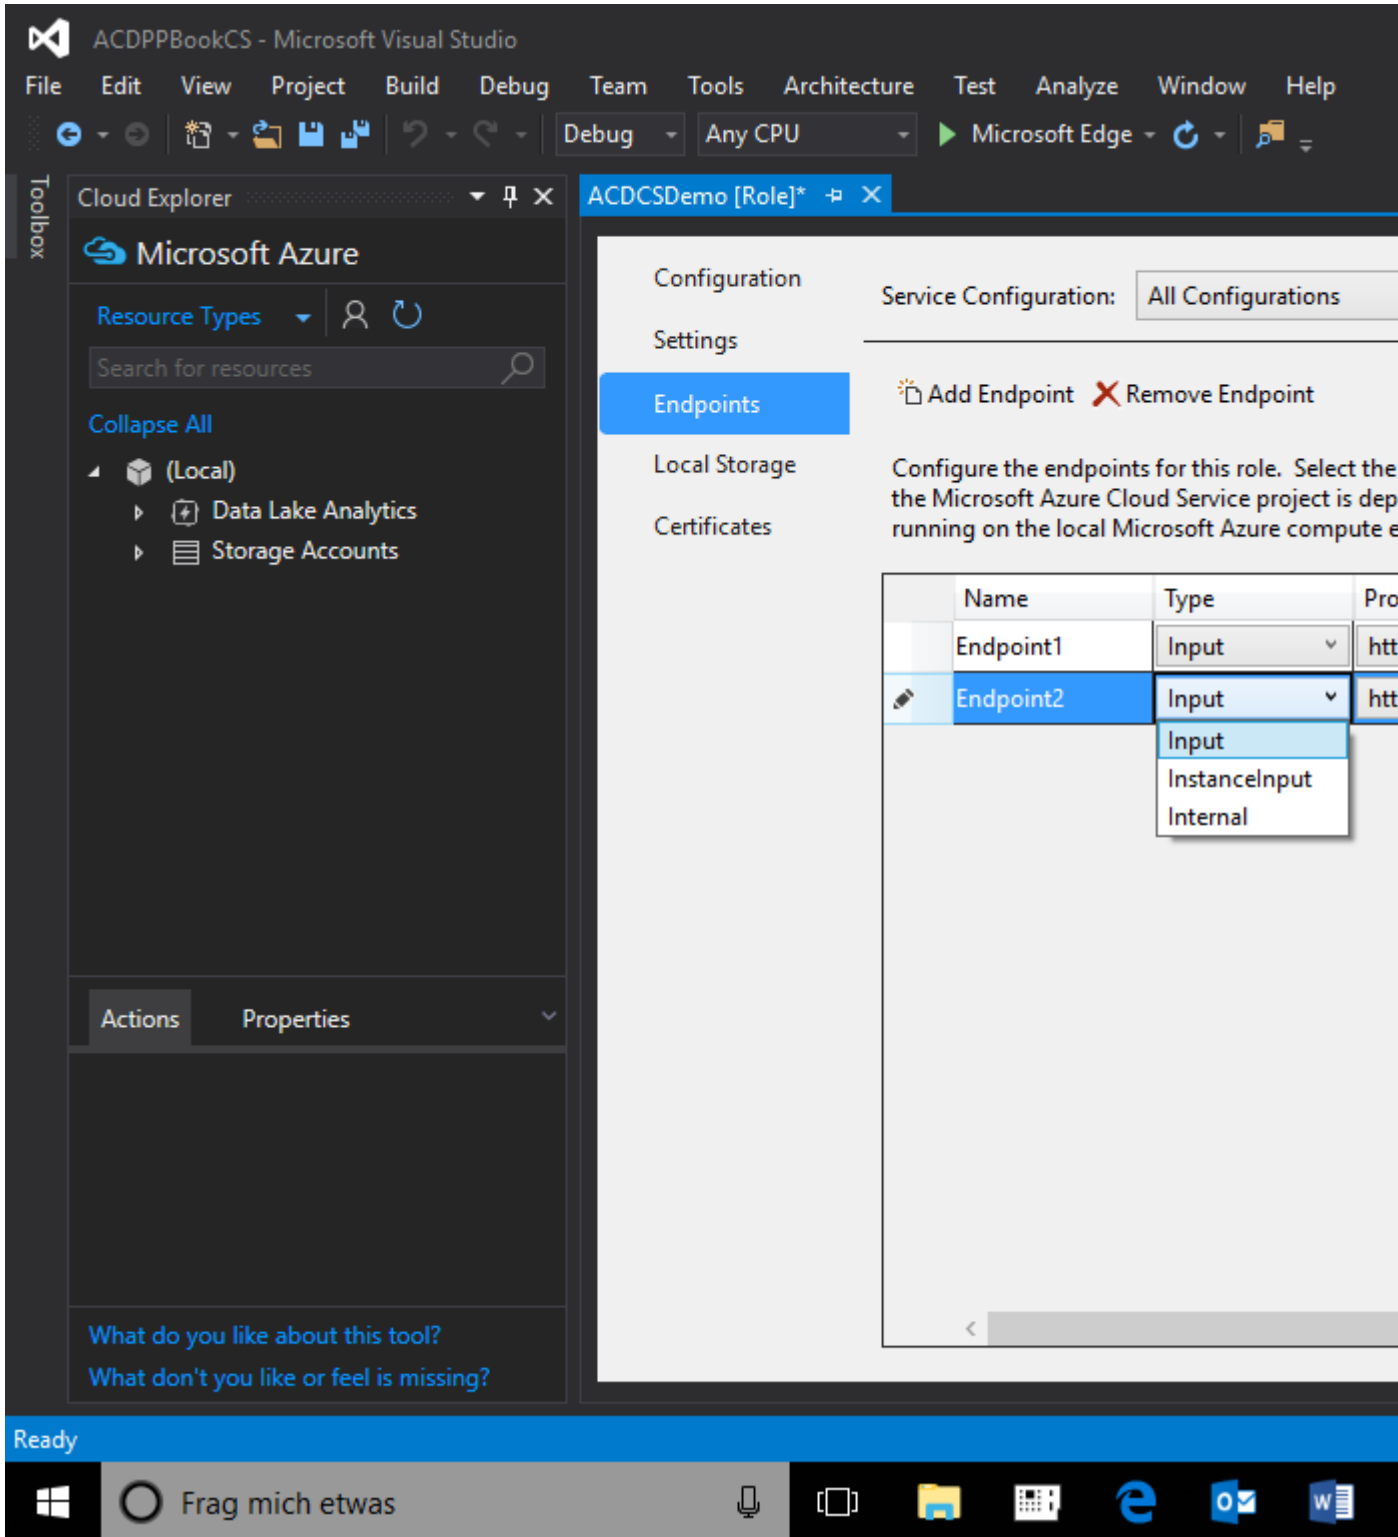 ACDPPBookCS - Microsoft Visual Studio
File Edit View Project Build Debug Team Tools Architecture Test Analyze Window Help
Debug Any CPU Microsoft Edge
Toolbox
Cloud Explorer
Microsoft Azure
Resource Types
Search for resources
Collapse All
(Local)
Data Lake Analytics
Storage Accounts
Actions Properties
What do you like about this tool?
What don't you like or feel is missing?
ACDCSDemo [Role]*
Configuration
Settings
Endpoints
Local Storage
Certificates
Service Configuration: All Configurations
Add Endpoint Remove Endpoint
Configure the endpoints for this role. Select the
the Microsoft Azure Cloud Service project is dep
running on the local Microsoft Azure compute e
Name Type Pro
Endpoint1 Input htt
Endpoint2 Input htt
Input
InstanceInput
Internal
Ready
Frag mich etwas